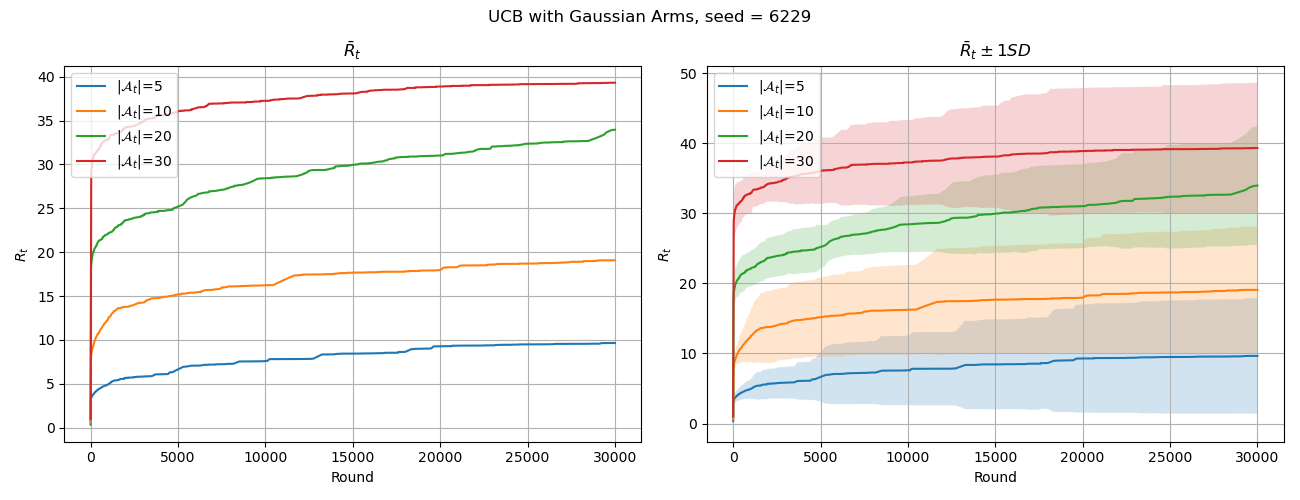 UCB with Gaussian Arms, seed = 6229
R̄ₜ
|𝒜ₜ|=5
|𝒜ₜ|=10
|𝒜ₜ|=20
|𝒜ₜ|=30
40
35
30
25
20
15
10
5
0
Rₜ
0 5000 10000 15000 20000 25000 30000
Round
R̄ₜ ± 1SD
|𝒜ₜ|=5
|𝒜ₜ|=10
|𝒜ₜ|=20
|𝒜ₜ|=30
50
40
30
20
10
0
Rₜ
0 5000 10000 15000 20000 25000 30000
Round